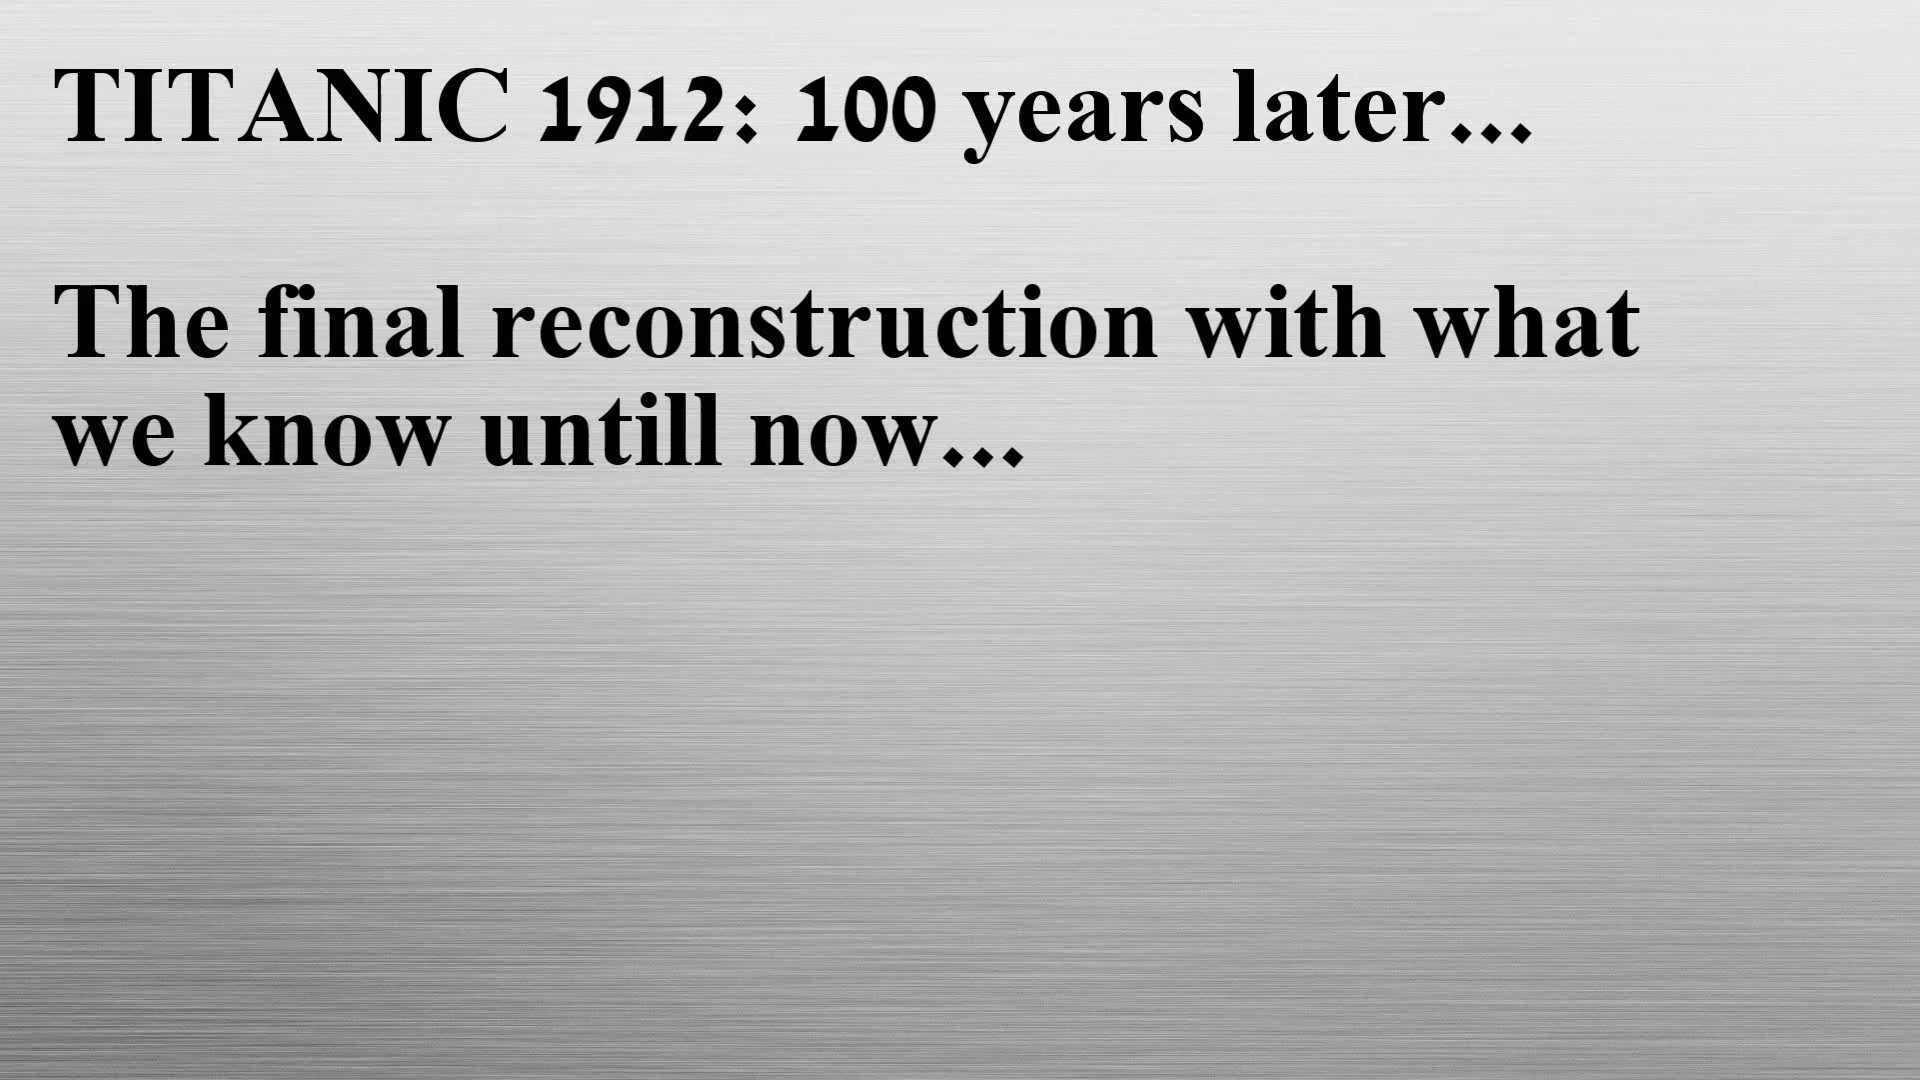 TITANIC 1912: 100 years later...
The final reconstruction with what
we know untill now...